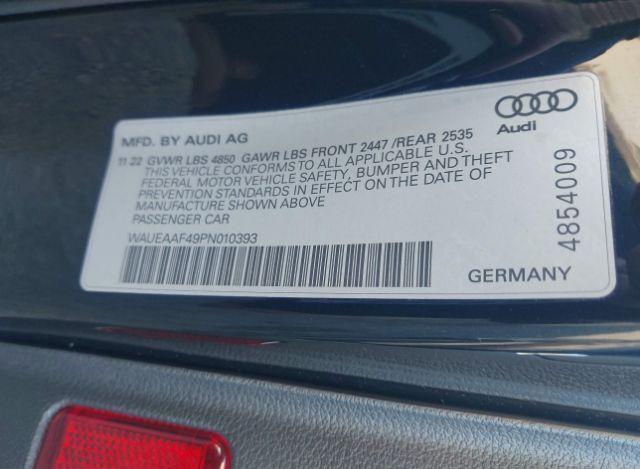 MFD. BY AUDI AG
11 22 GVWR LBS 4850 GAWR LBS FRONT 2447 /REAR 2535
THIS VEHICLE CONFORMS TO ALL APPLICABLE U.S.
FEDERAL MOTOR VEHICLE SAFETY, BUMPER AND THEFT
PREVENTION STANDARDS IN EFFECT ON THE DATE OF
MANUFACTURE SHOWN ABOVE
PASSENGER CAR
WAUEAAF49PN010393
Audi
4854009
GERMANY